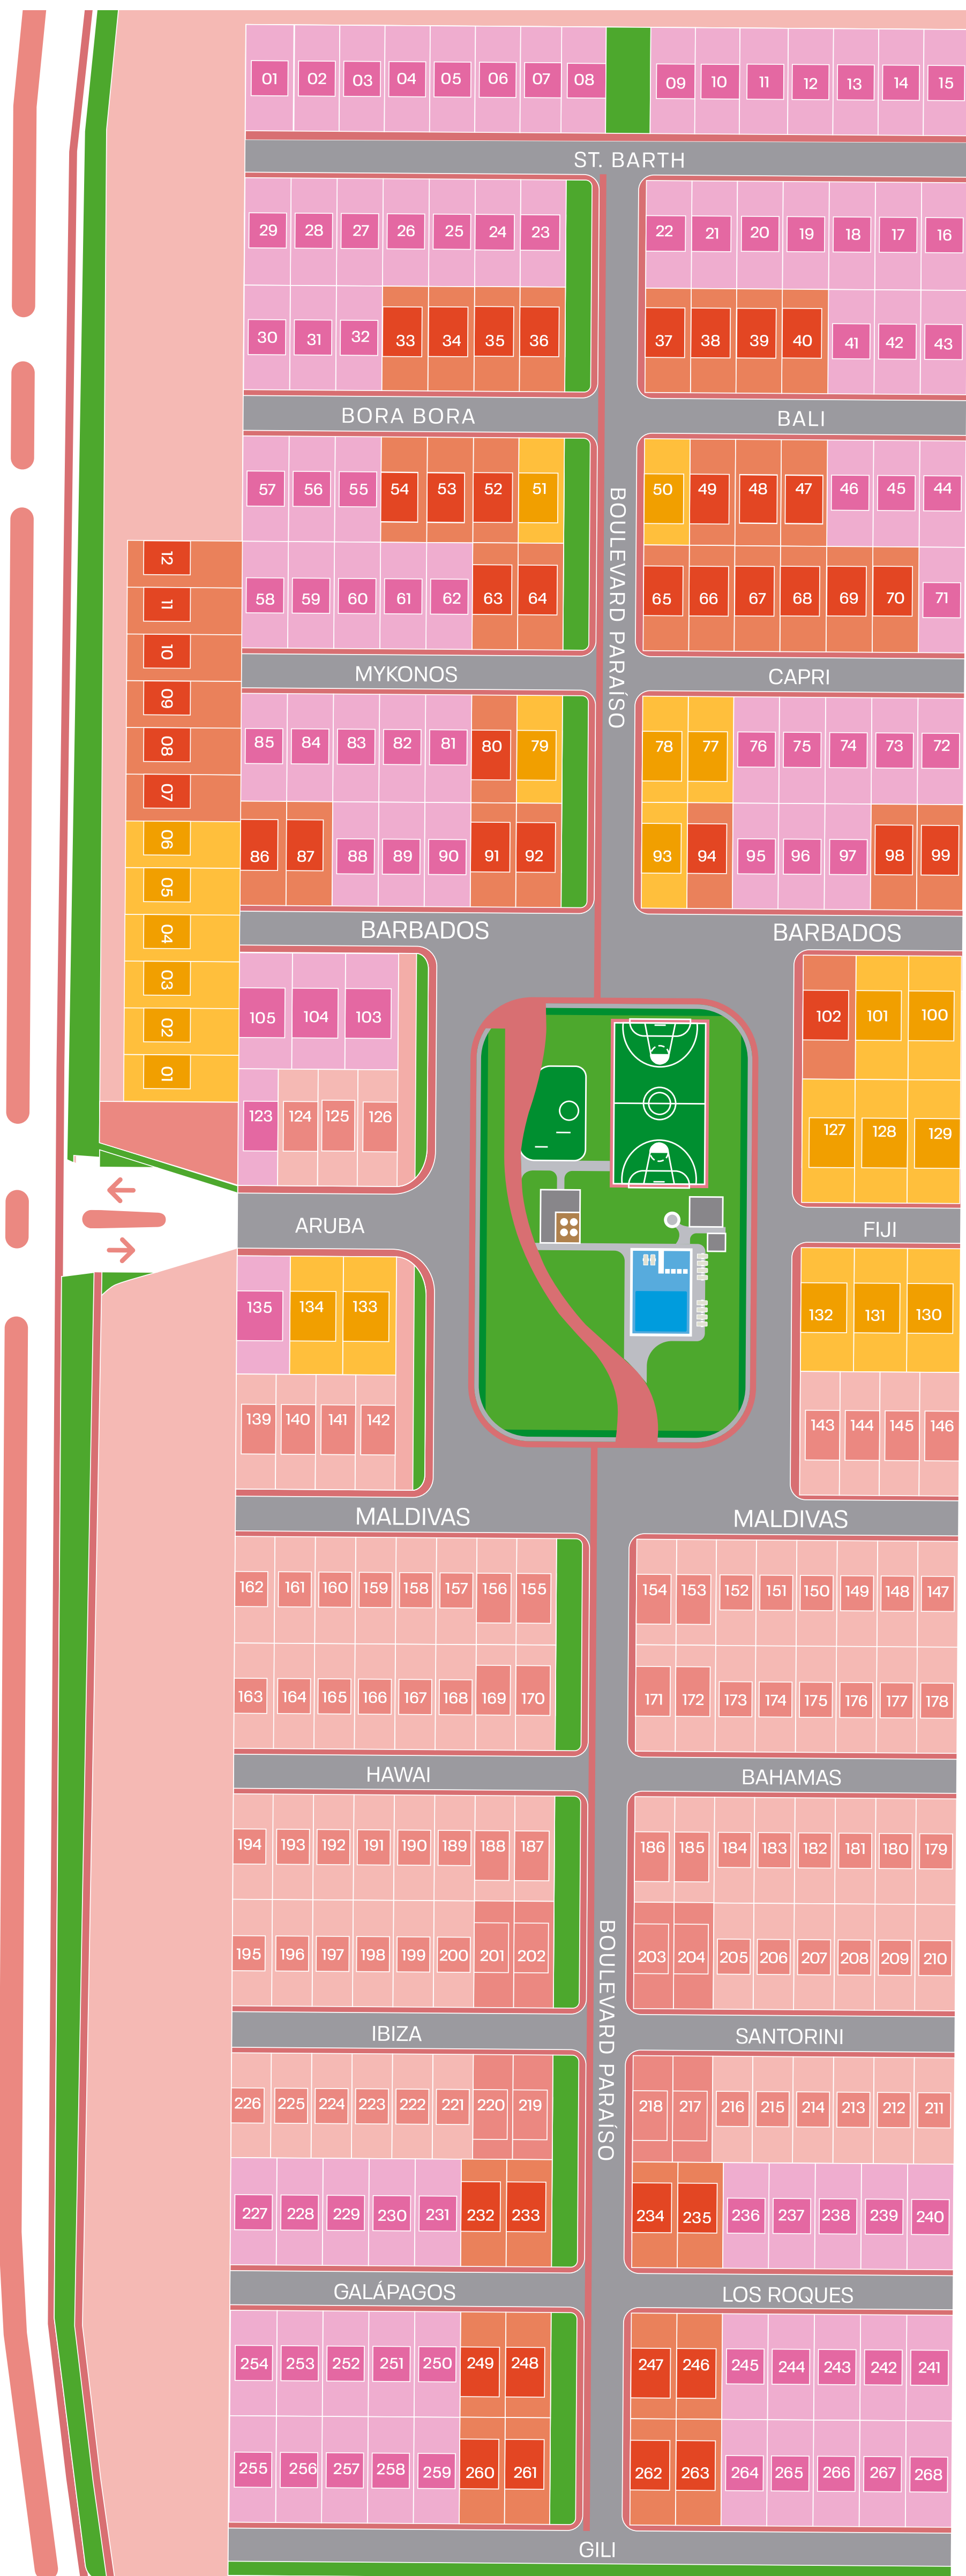 01 02 03 04 05 06 07 08 09 10 11 12 13 14 15
ST. BARTH
29 28 27 26 25 24 23 22 21 20 19 18 17 16
30 31 32 33 34 35 36 37 38 39 40 41 42 43
BORA BORA BALI
57 56 55 54 53 52 51 50 49 48 47 46 45 44
BOULEVARD PARAÍSO
12
11
10
09
08
07
06
05
04
03
02
01
58 59 60 61 62 63 64 65 66 67 68 69 70 71
MYKONOS CAPRI
85 84 83 82 81 80 79 78 77 76 75 74 73 72
86 87 88 89 90 91 92 93 94 95 96 97 98 99
BARBADOS BARBADOS
105 104 103 102 101 100
123 124 125 126 127 128 129
ARUBA FIJI
135 134 133 132 131 130
139 140 141 142 143 144 145 146
MALDIVAS MALDIVAS
162 161 160 159 158 157 156 155 154 153 152 151 150 149 148 147
163 164 165 166 167 168 169 170 171 172 173 174 175 176 177 178
HAWAI BAHAMAS
194 193 192 191 190 189 188 187 186 185 184 183 182 181 180 179
BOULEVARD PARAÍSO
195 196 197 198 199 200 201 202 203 204 205 206 207 208 209 210
IBIZA SANTORINI
226 225 224 223 222 221 220 219 218 217 216 215 214 213 212 211
227 228 229 230 231 232 233 234 235 236 237 238 239 240
GALÁPAGOS LOS ROQUES
254 253 252 251 250 249 248 247 246 245 244 243 242 241
255 256 257 258 259 260 261 262 263 264 265 266 267 268
GILI